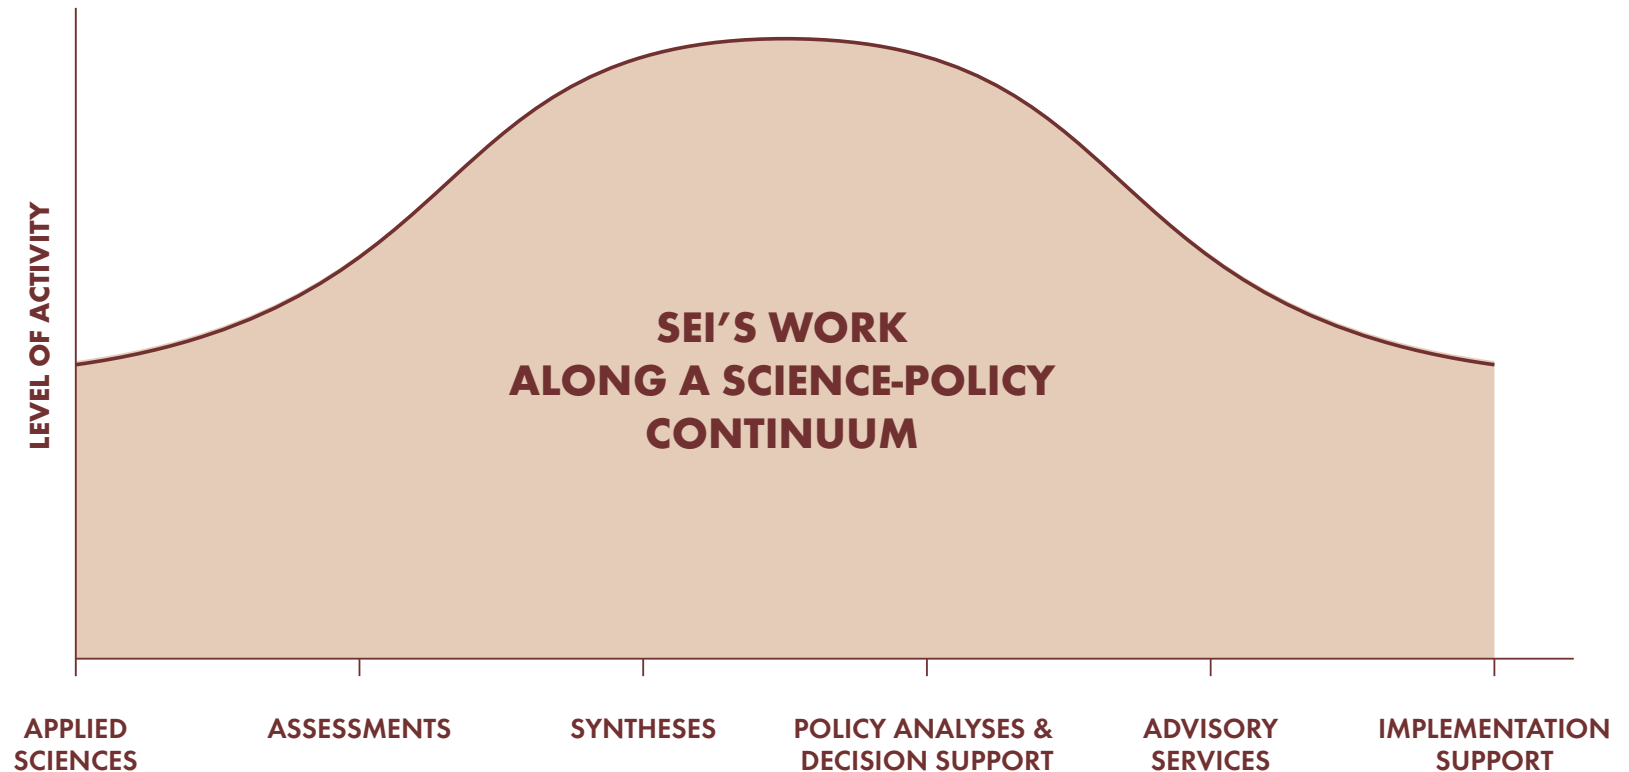 LEVEL OF ACTIVITY
SEI’S WORK
ALONG A SCIENCE-POLICY
CONTINUUM
APPLIED
SCIENCES
ASSESSMENTS
SYNTHESES
POLICY ANALYSES &
DECISION SUPPORT
ADVISORY
SERVICES
IMPLEMENTATION
SUPPORT